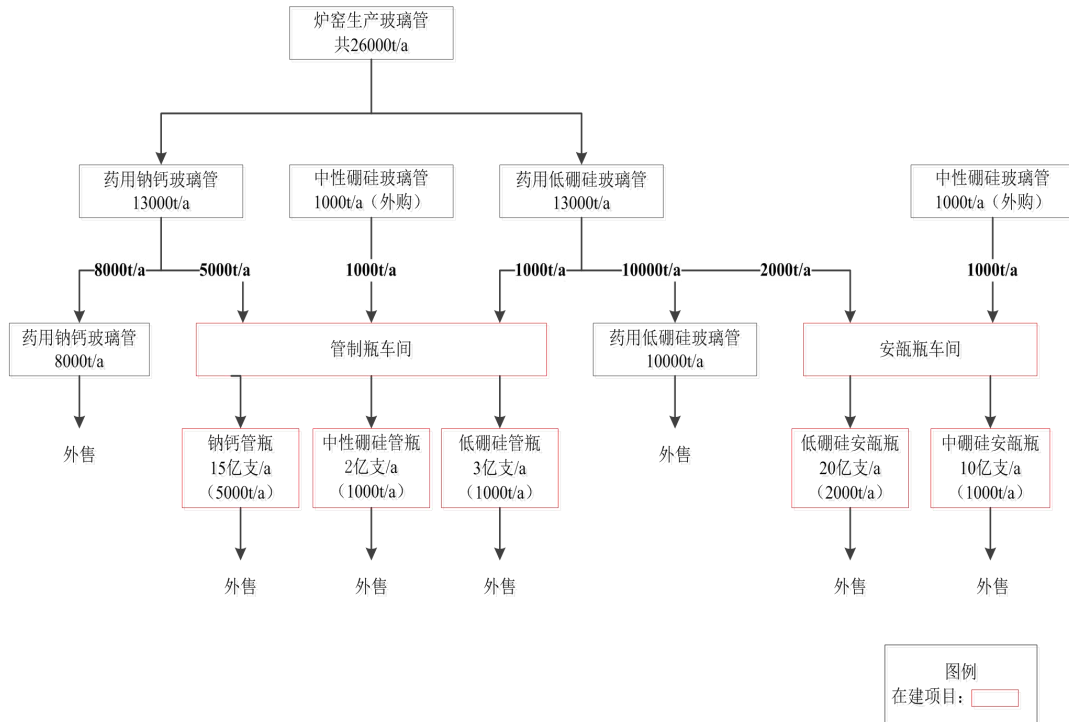 炉窑生产玻璃管
共26000t/a
药用钠钙玻璃管
13000t/a
中性硼硅玻璃管
1000t/a（外购）
药用低硼硅玻璃管
13000t/a
中性硼硅玻璃管
1000t/a（外购）
8000t/a
5000t/a
1000t/a
1000t/a
10000t/a
2000t/a
1000t/a
药用钠钙玻璃管
8000t/a
管制瓶车间
药用低硼硅玻璃管
10000t/a
安瓿瓶车间
外售
钠钙管瓶
15亿支/a
（5000t/a）
中性硼硅管瓶
2亿支/a
（1000t/a）
低硼硅管瓶
3亿支/a
（1000t/a）
外售
低硼硅安瓿瓶
20亿支/a
（2000t/a）
中硼硅安瓿瓶
10亿支/a
（1000t/a）
外售
外售
外售
外售
外售
图例
在建项目：